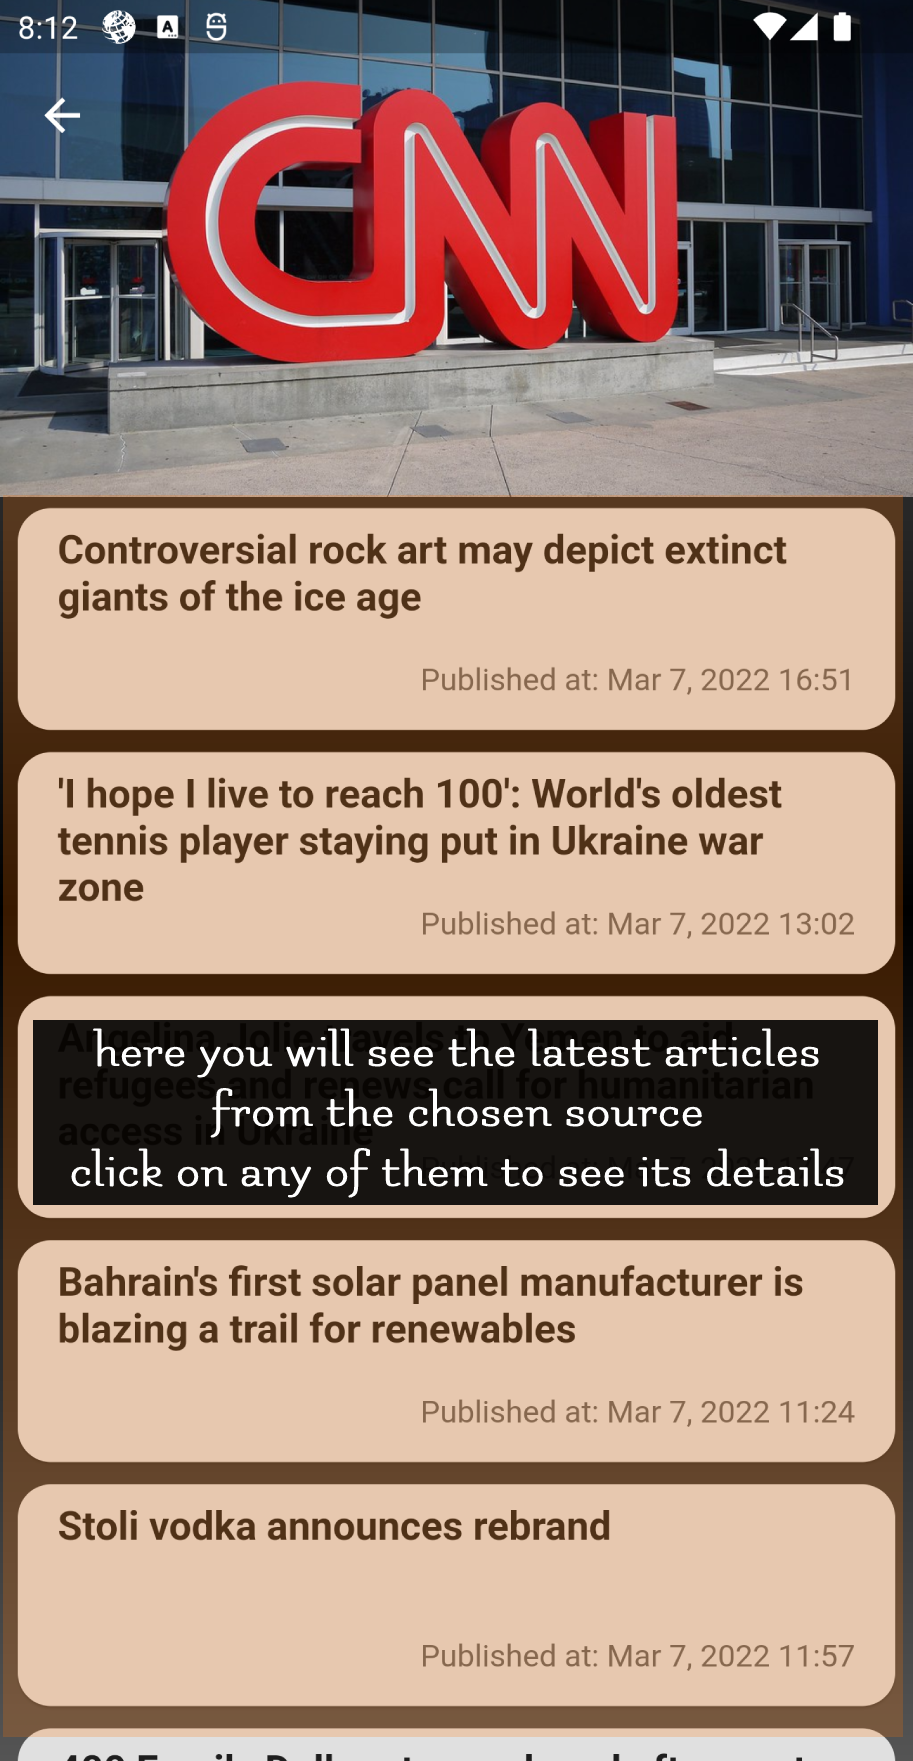 8:12
CNN
Controversial rock art may depict extinct
giants of the ice age
Published at: Mar 7, 2022 16:51
'I hope I live to reach 100': World's oldest
tennis player staying put in Ukraine war
zone
Published at: Mar 7, 2022 13:02
Angelina Jolie travels to Yemen to aid
refugees and renews call for humanitarian
access in Ukraine
here you will see the latest articles
from the chosen source
click on any of them to see its details
Bahrain's first solar panel manufacturer is
blazing a trail for renewables
Published at: Mar 7, 2022 11:24
Stoli vodka announces rebrand
Published at: Mar 7, 2022 11:57